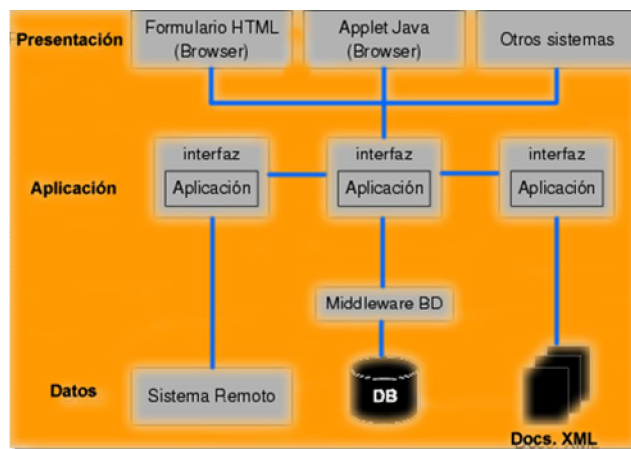 Presentación
Formulario HTML
(Browser)
Applet Java
(Browser)
Otros sistemas
Aplicación
interfaz
Aplicación
interfaz
Aplicación
interfaz
Aplicación
Middleware BD
Datos
Sistema Remoto
DB
Docs. XML